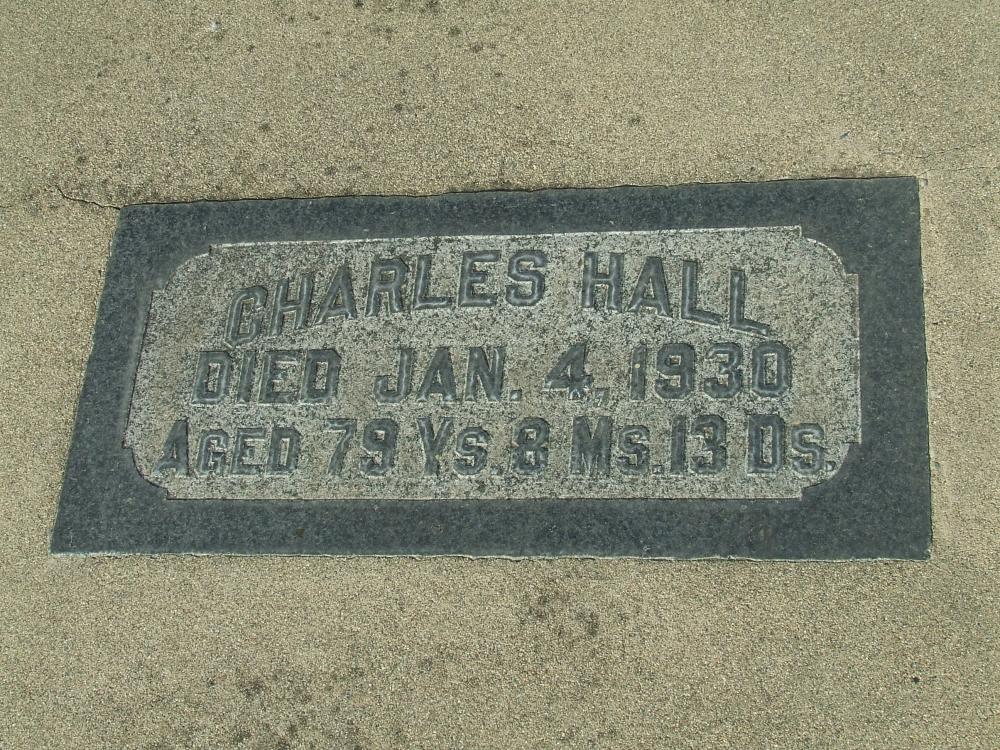 CHARLES HALL
DIED JAN. 4, 1930
AGED 79 YS. 8 MS. 13 DS.